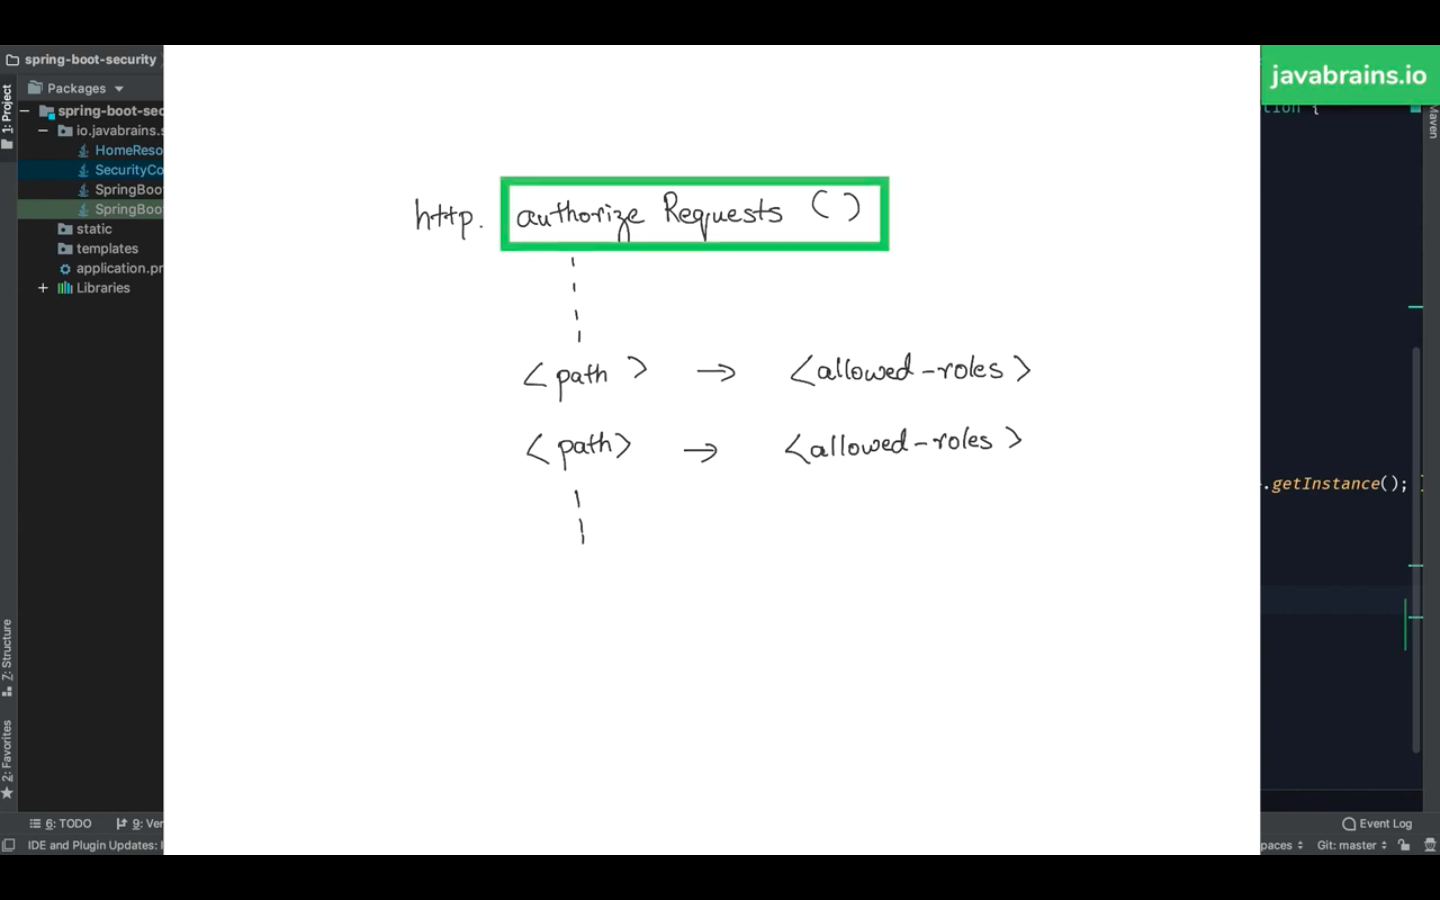 spring-boot-security
javabrains.io
1: Project
Packages
spring-boot-sec
io.javabrains.s
HomeReso
SecurityCo
SpringBoo
SpringBoo
static
templates
application.pr
Libraries
tion {
Maven
http. authorize Requests ( )
<path> → <allowed-roles>
<path> → <allowed-roles>
.getInstance();
7: Structure
2: Favorites
6: TODO
9: Ver
Event Log
IDE and Plugin Updates: I
paces
Git: master